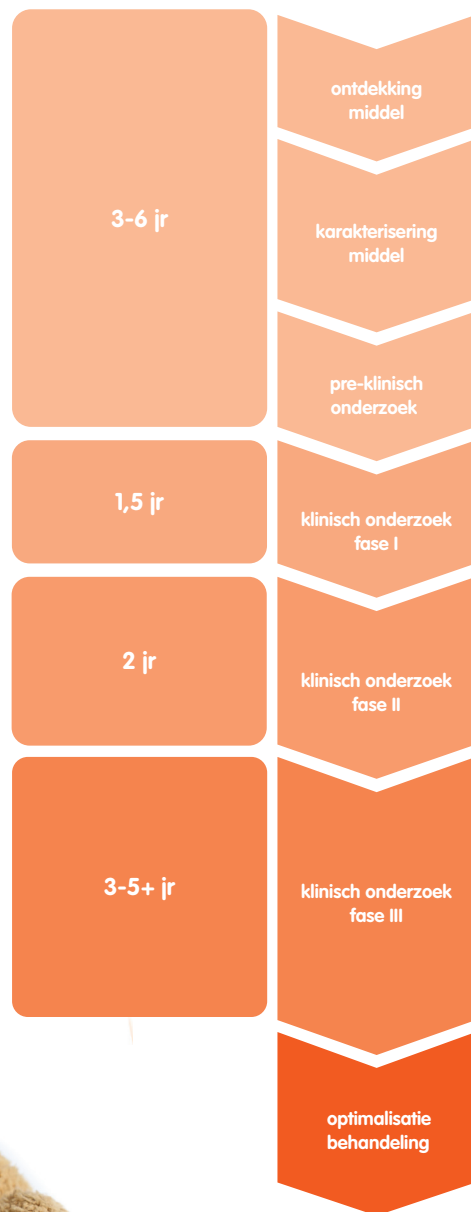 ontdekking
middel
3-6 jr
karakterisering
middel
pre-klinisch
onderzoek
1,5 jr
klinisch onderzoek
fase I
2 jr
klinisch onderzoek
fase II
3-5+ jr
klinisch onderzoek
fase III
optimalisatie
behandeling